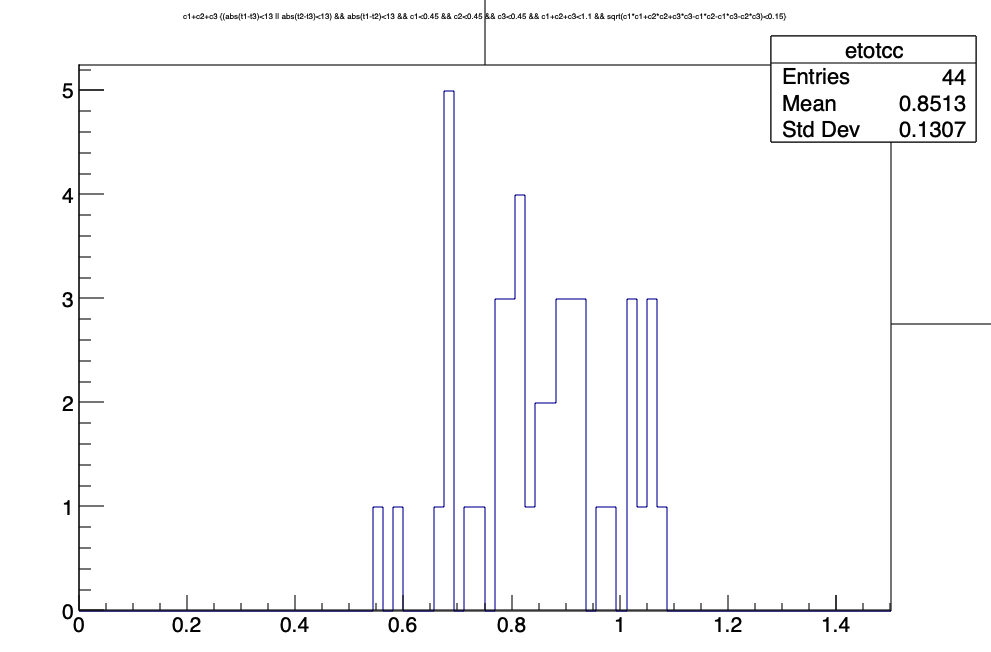 c1+c2+c3 {(abs(t1-t3)<13 || abs(t2-t3)<13) && abs(t1-t2)<13 && c1<0.45 && c2<0.45 && c3<0.45 && c1+c2+c3<1.1 && sqrt(c1*c1+c2*c2+c3*c3-c1*c2-c1*c3-c2*c3)<0.15}
etotcc
Entries 44
Mean 0.8513
Std Dev 0.1307
5
4
3
2
1
0
0 0.2 0.4 0.6 0.8 1 1.2 1.4